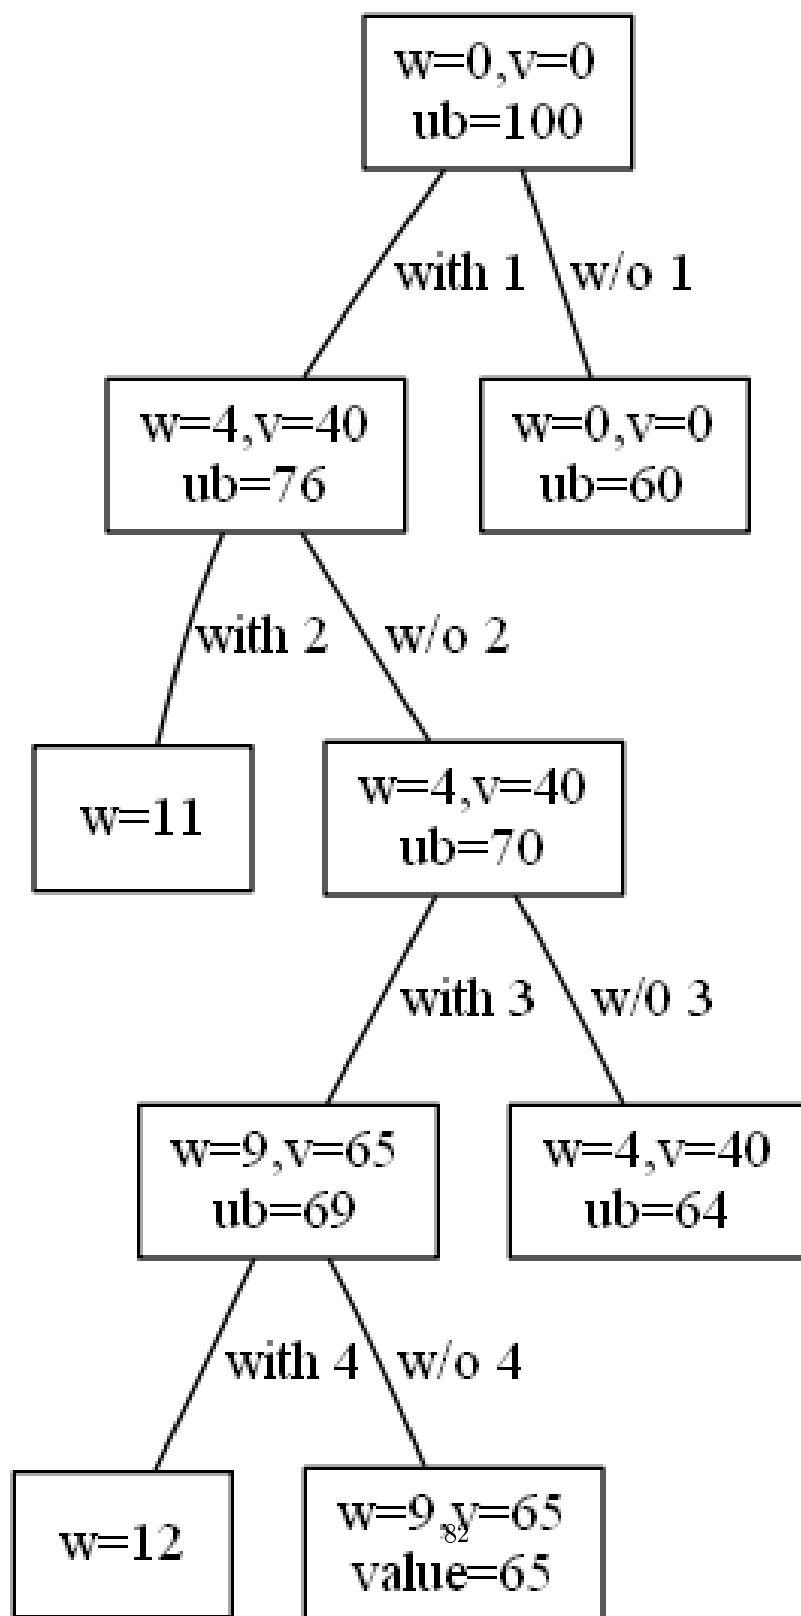 w=0,v=0
ub=100
with 1
w/o 1
w=4,v=40
ub=76
w=0,v=0
ub=60
with 2
w/o 2
w=11
w=4,v=40
ub=70
with 3
w/0 3
w=9,v=65
ub=69
w=4,v=40
ub=64
with 4
w/o 4
w=12
w=9,v=65
82
value=65